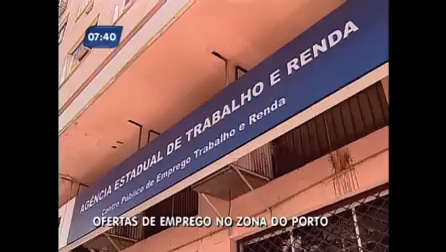 07:40
AGÊNCIA ESTADUAL DE TRABALHO E RENDA
Centro Público de Emprego Trabalho e Renda
OFERTAS DE EMPREGO NO ZONA DO PORTO